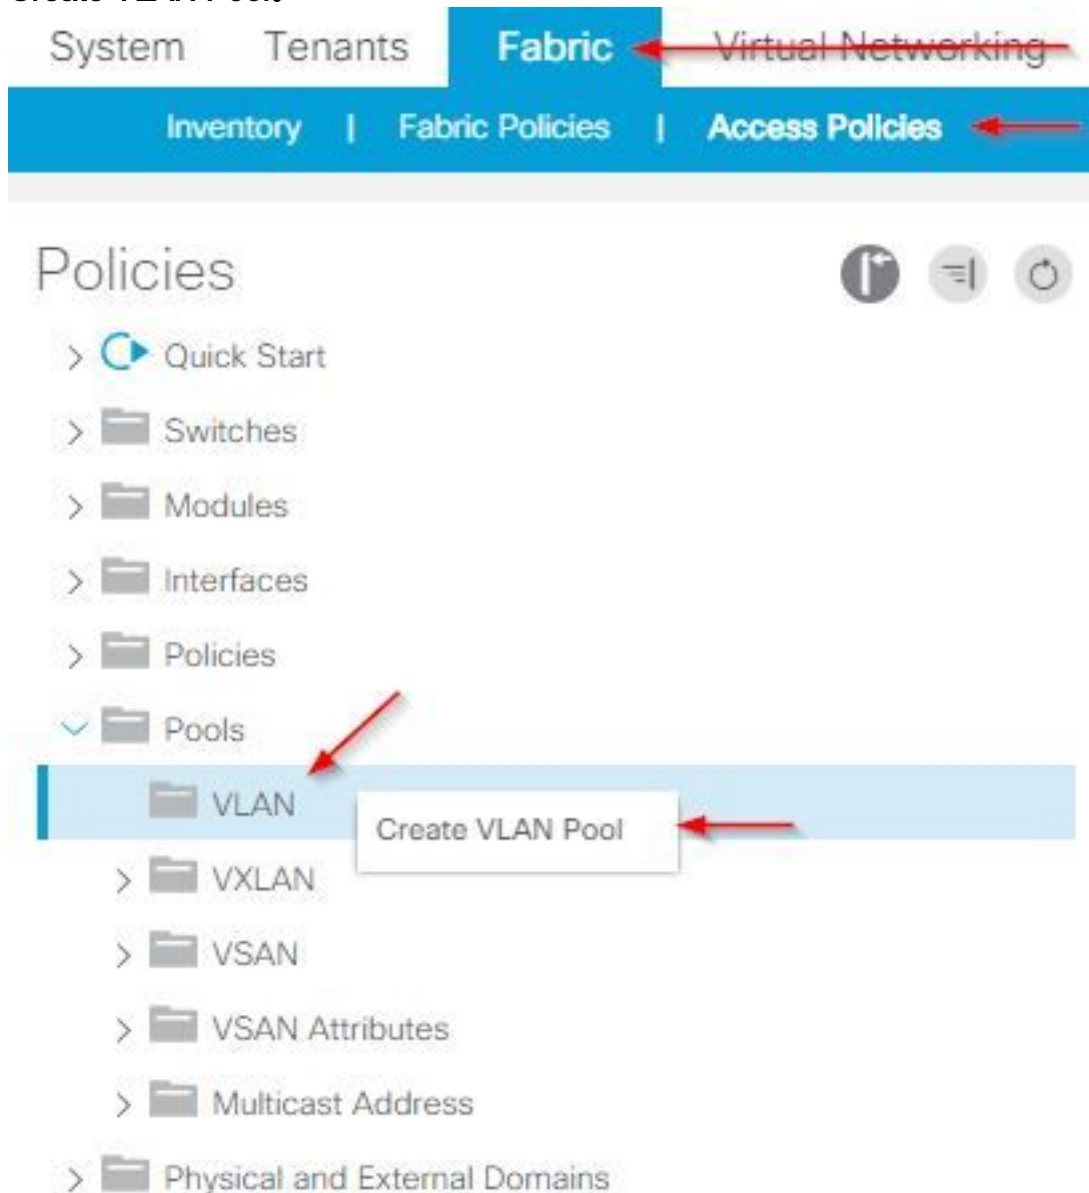 System Tenants Fabric Virtual Networking
Inventory | Fabric Policies | Access Policies
Policies
Quick Start
Switches
Modules
Interfaces
Policies
Pools
VLAN
Create VLAN Pool
VXLAN
VSAN
VSAN Attributes
Multicast Address
Physical and External Domains